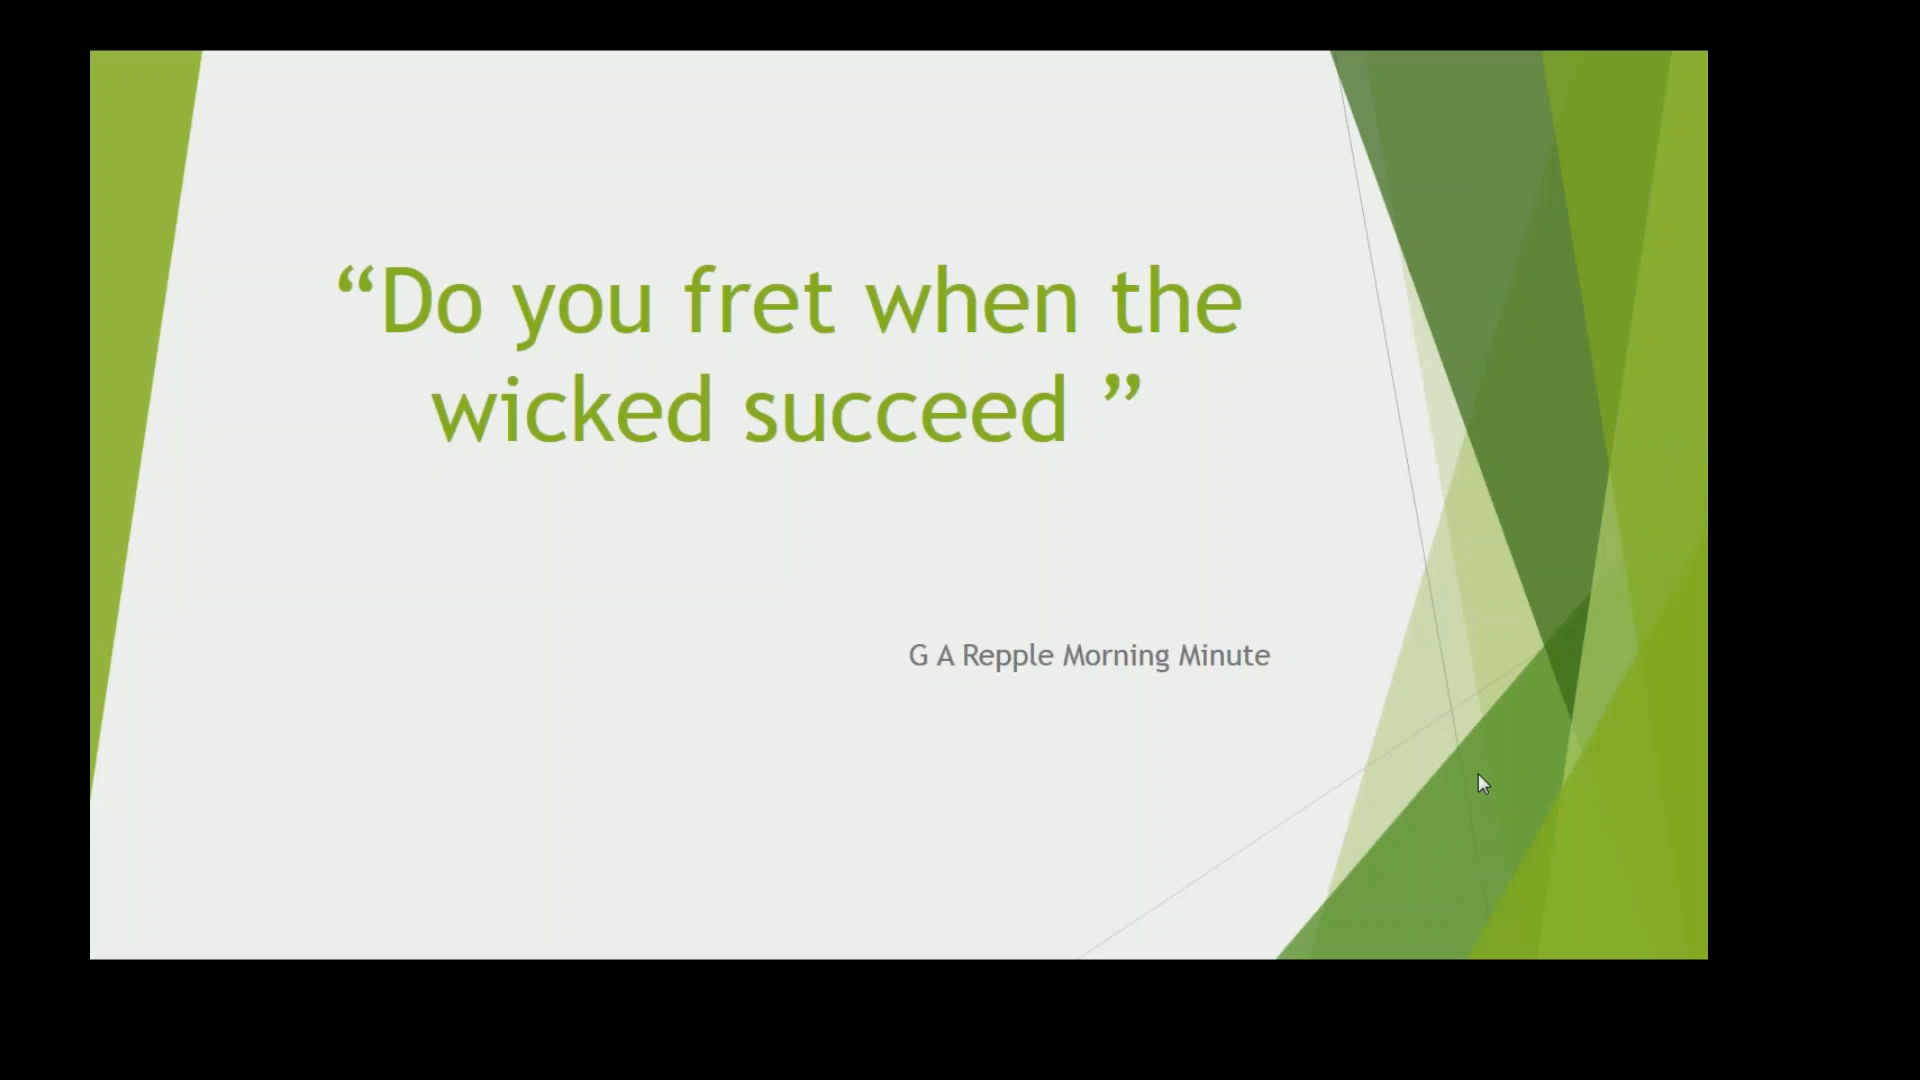 “Do you fret when the
wicked succeed ”
G A Repple Morning Minute